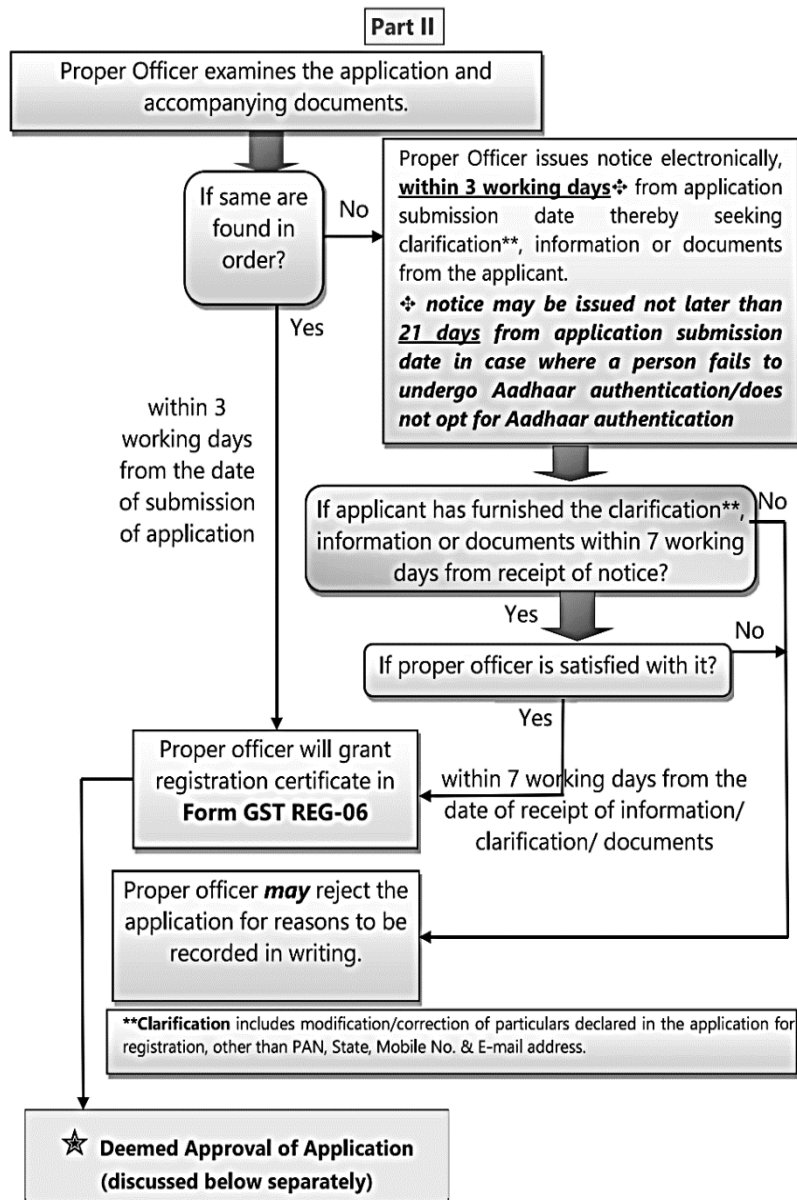 Part II
Proper Officer examines the application and
accompanying documents.
If same are
found in
order?
No
Yes
Proper Officer issues notice electronically,
within 3 working days❖ from application
submission date thereby seeking
clarification**, information or documents
from the applicant.
❖ notice may be issued not later than
21 days from application submission
date in case where a person fails to
undergo Aadhaar authentication/does
not opt for Aadhaar authentication
within 3
working days
from the date
of submission
of application
If applicant has furnished the clarification**,
information or documents within 7 working
days from receipt of notice?
No
Yes
If proper officer is satisfied with it?
No
Yes
Proper officer will grant
registration certificate in
Form GST REG-06
within 7 working days from the
date of receipt of information/
clarification/ documents
Proper officer may reject the
application for reasons to be
recorded in writing.
**Clarification includes modification/correction of particulars declared in the application for
registration, other than PAN, State, Mobile No. & E-mail address.
Deemed Approval of Application
(discussed below separately)